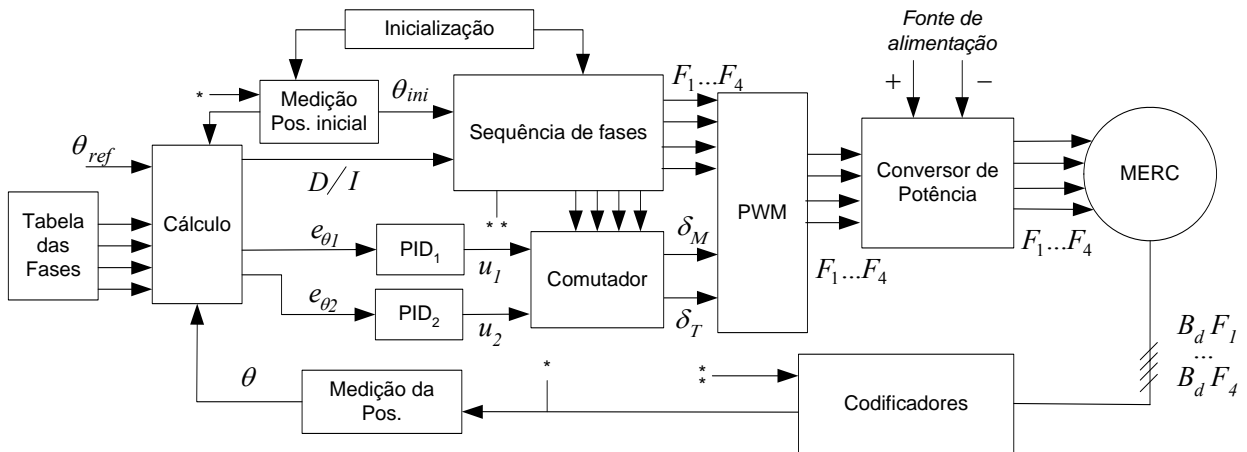 Inicialização
Fonte de
alimentação
+
−
*
Medição
Pos. inicial
θini
Sequência de fases
F1...F4
θref
D/I
Tabela
das
Fases
Cálculo
* *
PWM
Conversor de
Potência
MERC
F1...F4
F1...F4
eθ1
PID1
u1
Comutador
δM
eθ2
PID2
u2
δT
θ
Medição da
Pos.
*
*
*
Codificadores
BdF1
...
BdF4